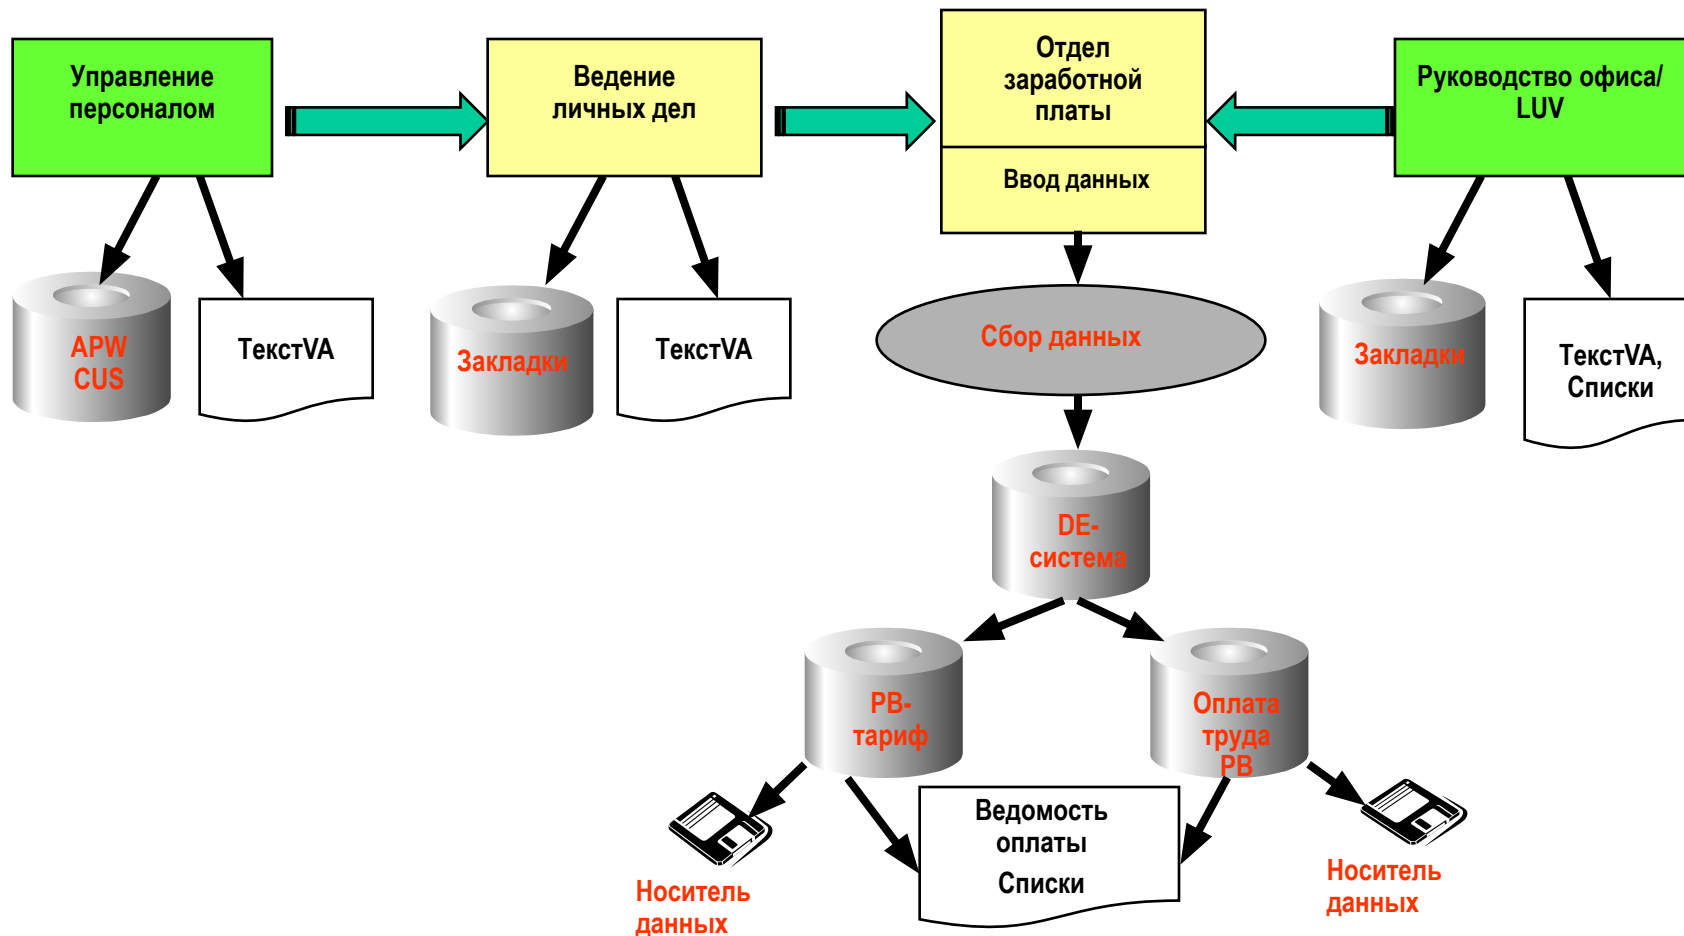 Управление
персоналом
Ведение
личных дел
Отдел
заработной
платы
Ввод данных
Руководство офиса/
LUV
APW
CUS
ТекстVA
Закладки
ТекстVA
Сбор данных
Закладки
ТекстVA,
Списки
DE-
система
PB-
тариф
Оплата
труда
PB
Ведомость
оплаты
Списки
Носитель
данных
Носитель
данных